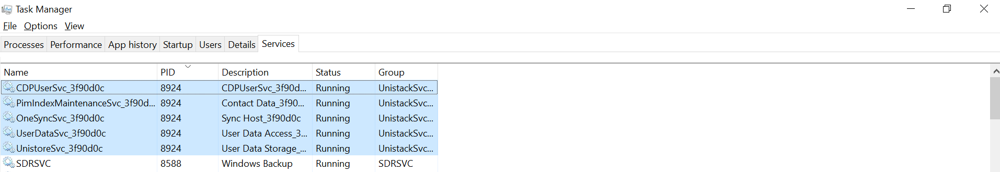 Task Manager
File Options View
Processes Performance App history Startup Users Details Services
Name PID Description Status Group
CDPUserSvc_3f90d0c 8924 CDPUserSvc_3f90d... Running UnistackSvc...
PimIndexMaintenanceSvc_3f90d... 8924 Contact Data_3f90... Running UnistackSvc...
OneSyncSvc_3f90d0c 8924 Sync Host_3f90d0c Running UnistackSvc...
UserDataSvc_3f90d0c 8924 User Data Access_3... Running UnistackSvc...
UnistoreSvc_3f90d0c 8924 User Data Storage_... Running UnistackSvc...
SDRSVC 8588 Windows Backup Running SDRSVC